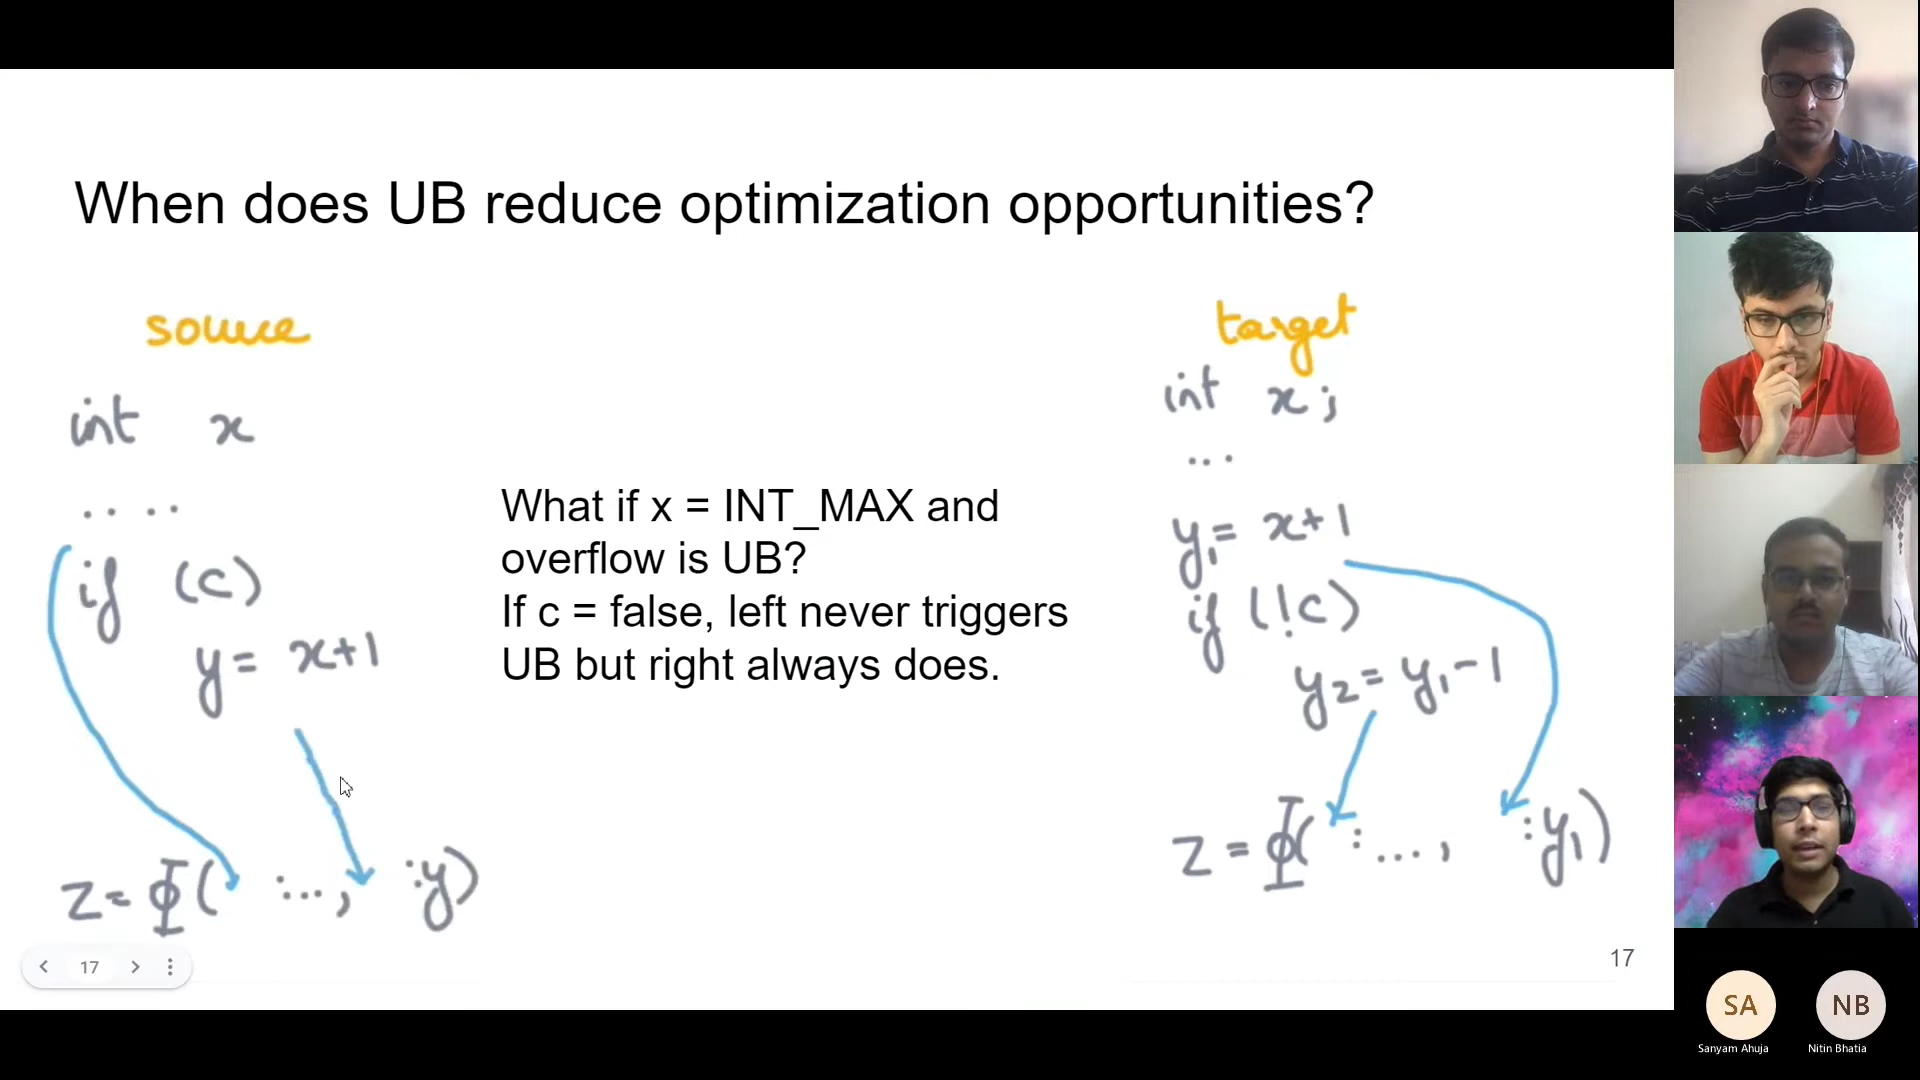 When does UB reduce optimization opportunities?
source
int x
....
if (c)
y = x+1
z = Φ( :..., :y)
What if x = INT_MAX and
overflow is UB?
If c = false, left never triggers
UB but right always does.
target
int x;
...
y₁ = x+1
if (!c)
y₂ = y₁-1
z = Φ( :..., :y₁)
17
17
SA
NB
Sanyam Ahuja
Nitin Bhatia